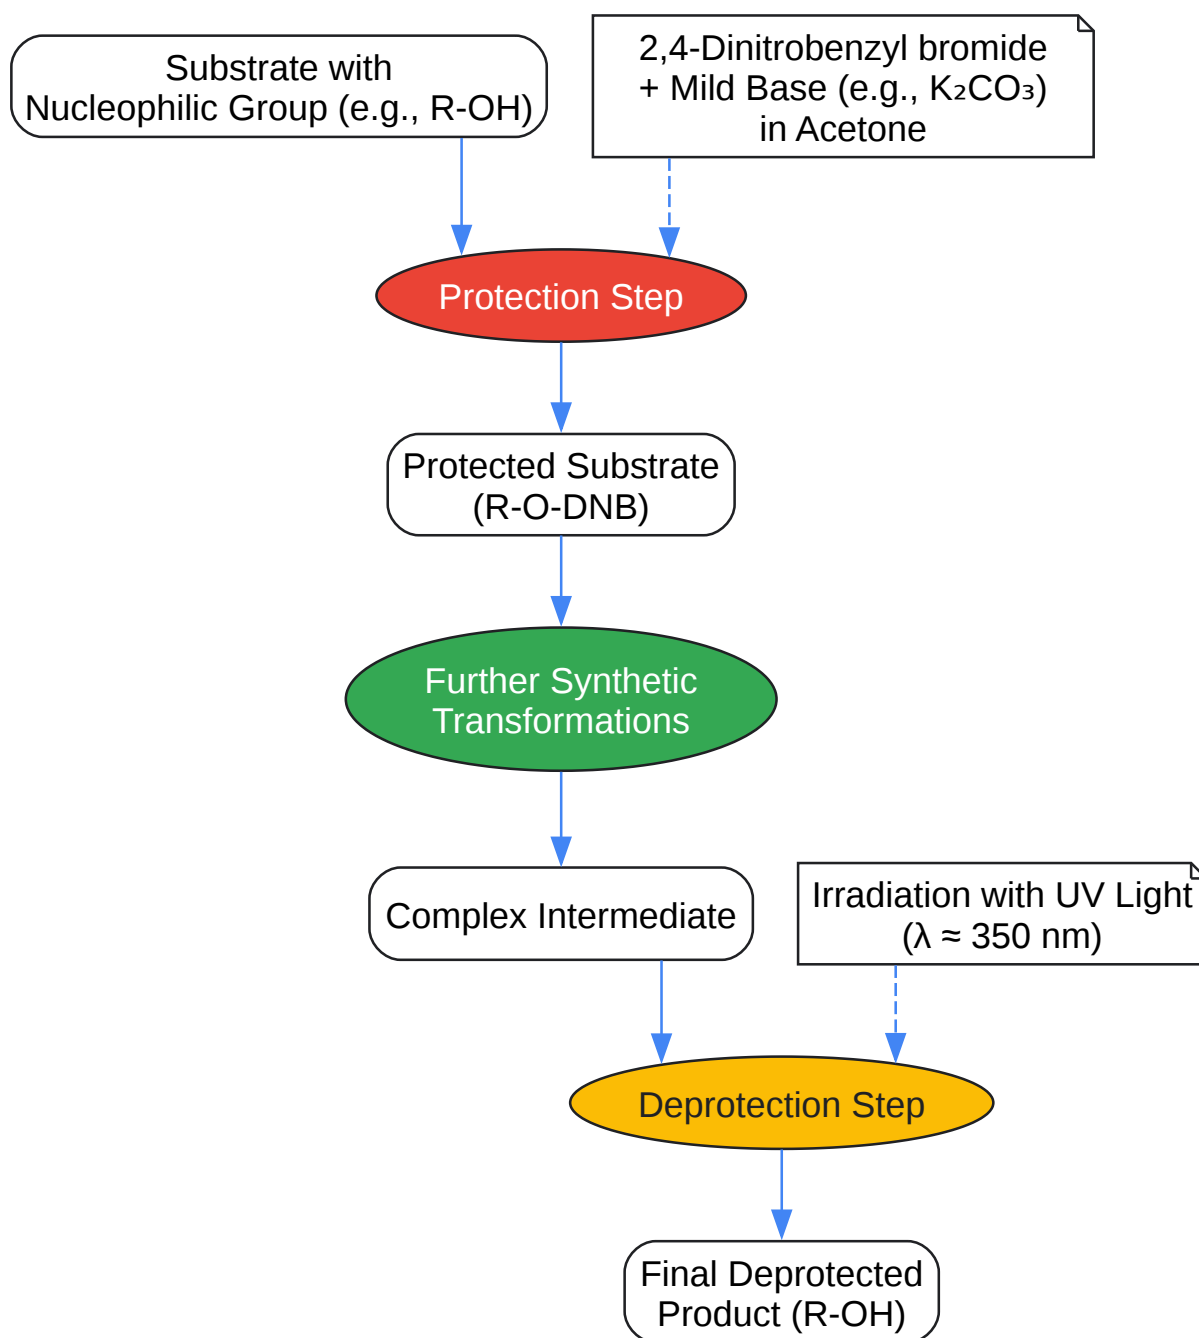 Substrate with
Nucleophilic Group (e.g., R-OH)
2,4-Dinitrobenzyl bromide
+ Mild Base (e.g., K₂CO₃)
in Acetone
Protection Step
Protected Substrate
(R-O-DNB)
Further Synthetic
Transformations
Complex Intermediate
Irradiation with UV Light
(λ ≈ 350 nm)
Deprotection Step
Final Deprotected
Product (R-OH)